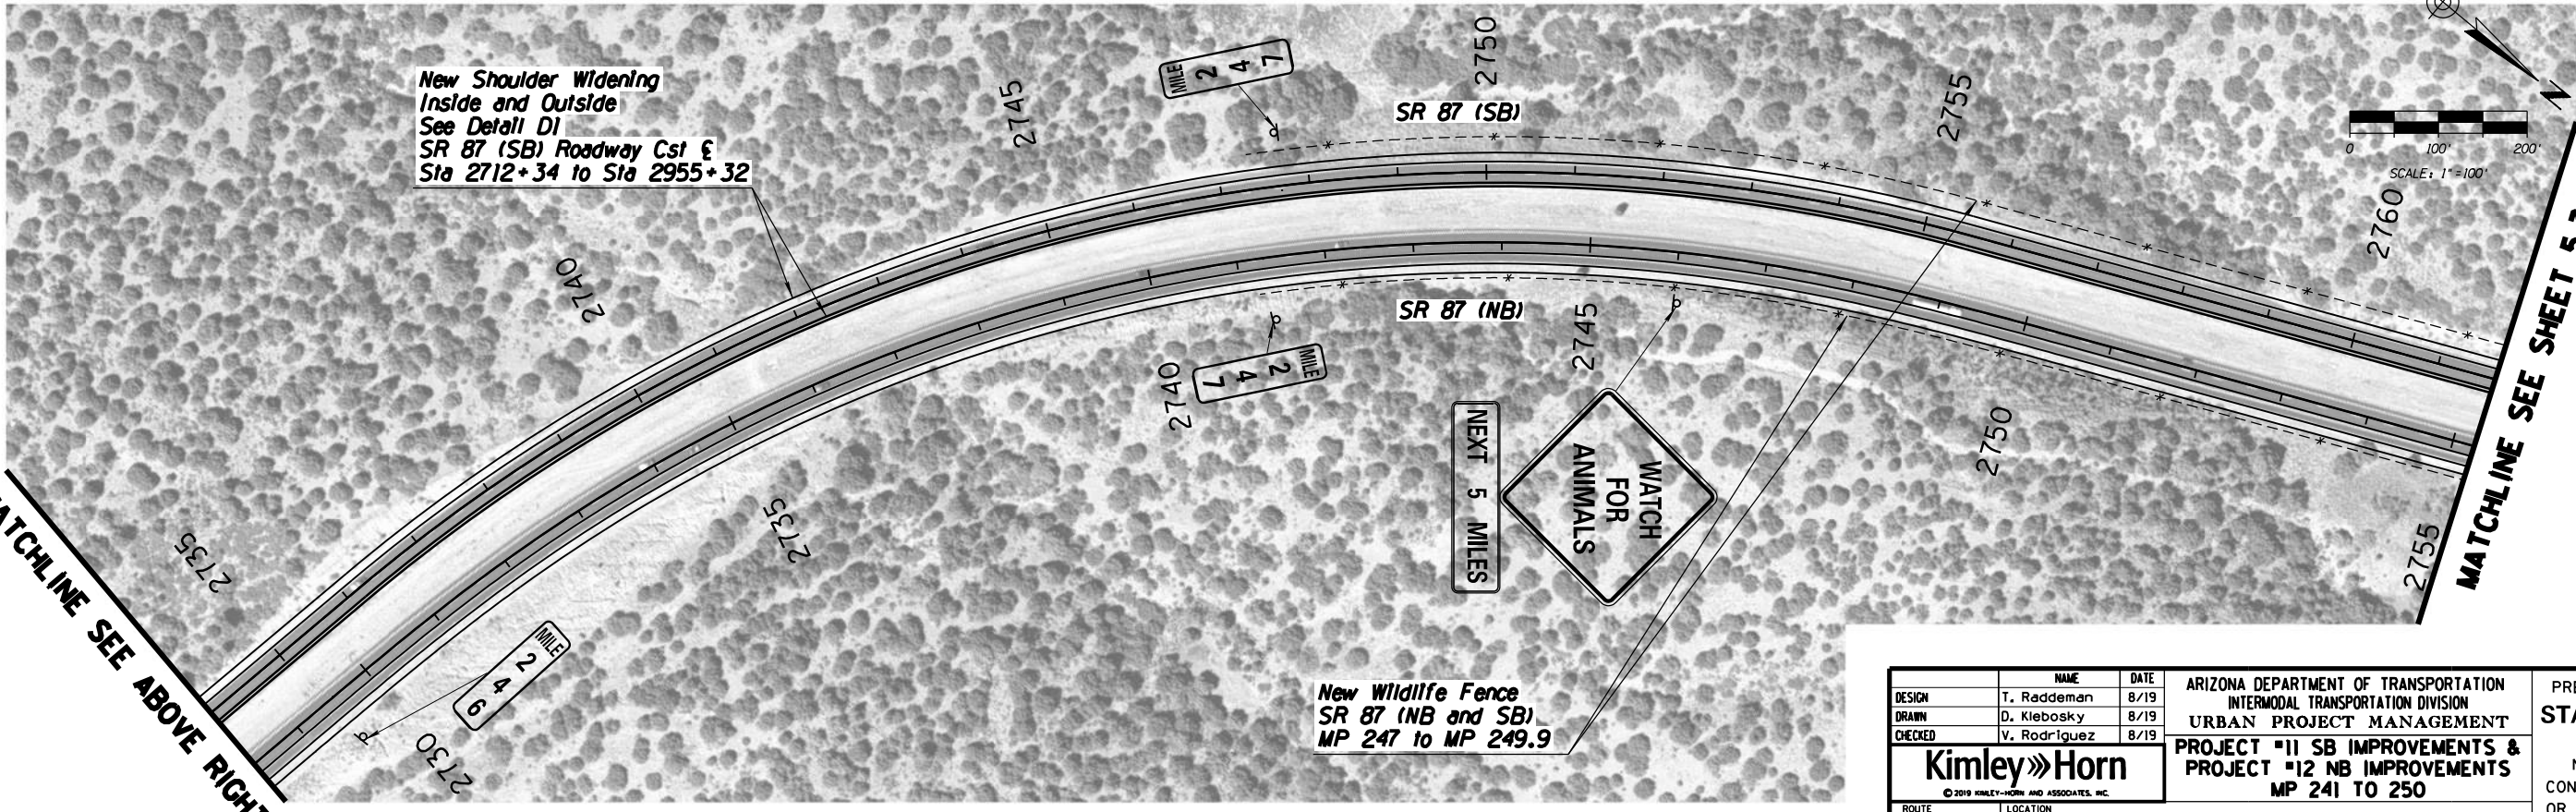 New Shoulder Widening
Inside and Outside
See Detail D1
SR 87 (SB) Roadway Cst ℄
Sta 2712+34 to Sta 2955+32
MILE
2
4
7
SR 87 (SB)
2735
2740
2745
2750
2755
2760
N
0 100' 200'
SCALE: 1"=100'
SR 87 (NB)
MILE
2
4
7
2730
2735
2740
2745
2750
2755
MILE
2
4
6
WATCH
FOR
ANIMALS
NEXT 5 MILES
New Wildlife Fence
SR 87 (NB and SB)
MP 247 to MP 249.9
MATCHLINE SEE ABOVE RIGHT
MATCHLINE SEE SHEET
NAME DATE
DESIGN T. Raddeman 8/19
DRAWN D. Klebosky 8/19
CHECKED V. Rodriguez 8/19
Kimley»Horn
© 2019 KIMLEY-HORN AND ASSOCIATES, INC.
ROUTE LOCATION
ARIZONA DEPARTMENT OF TRANSPORTATION
INTERMODAL TRANSPORTATION DIVISION
URBAN PROJECT MANAGEMENT
PROJECT #11 SB IMPROVEMENTS &
PROJECT #12 NB IMPROVEMENTS
MP 241 TO 250
OR